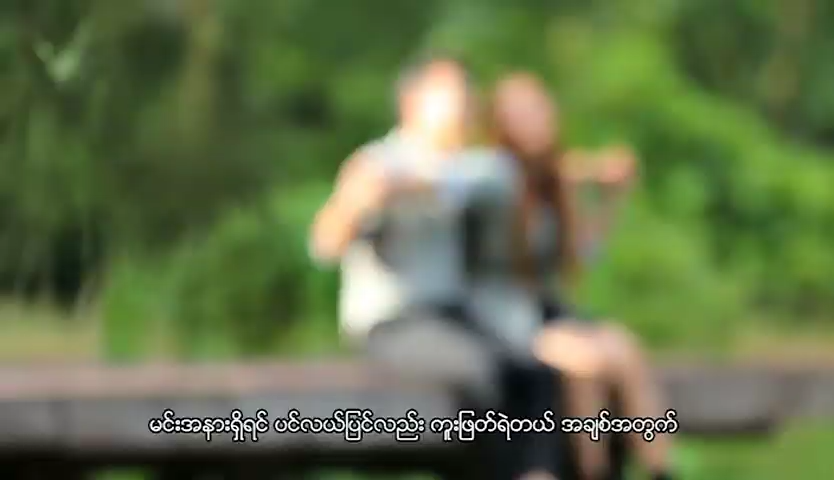 မင်းအနားရှိရင် ပင်လယ်ပြင်လည်း ကူးဖြတ်ရဲတယ် အချစ်အတွက်